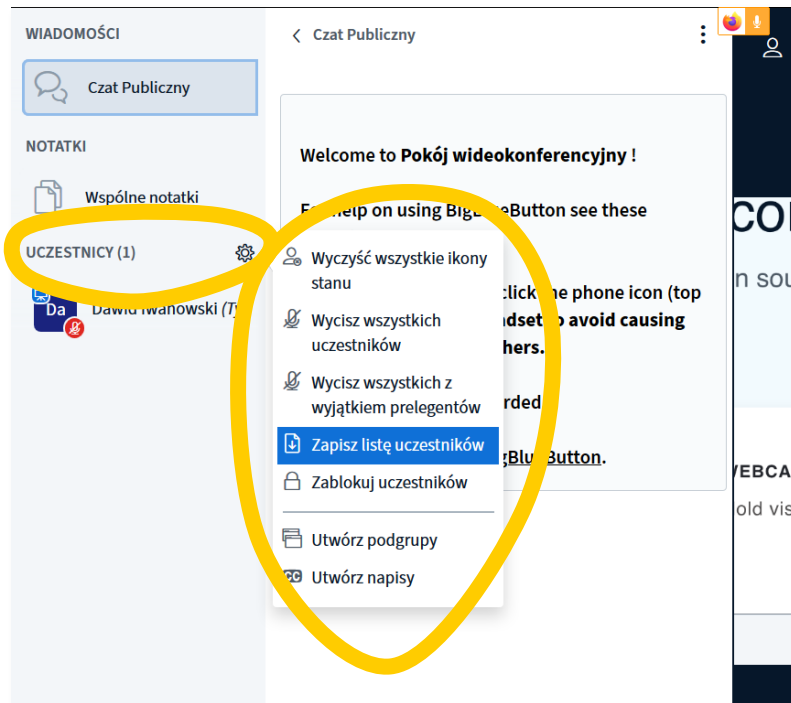 WIADOMOŚCI
Czat Publiczny
NOTATKI
Wspólne notatki
UCZESTNICY (1)
Da
Dawid Iwanowski (Ty
Czat Publiczny
Welcome to Pokój wideokonferencyjny !
For help on using BigBlueButton see these
click the phone icon (top
avoid causing
hers.
rded
Button.
Wyczyść wszystkie ikony
stanu
Wycisz wszystkich
uczestników
Wycisz wszystkich z
wyjątkiem prelegentów
Zapisz listę uczestników
Zablokuj uczestników
Utwórz podgrupy
CC Utwórz napisy
CO
n sou
WEBCA
old vis